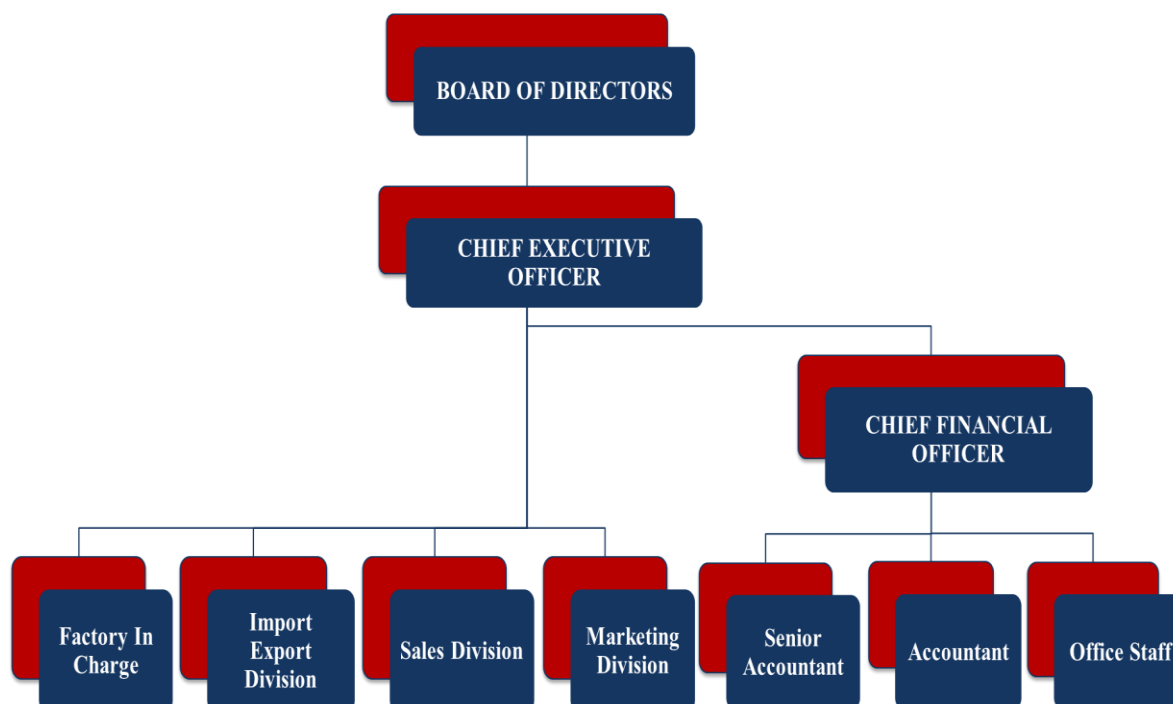 BOARD OF DIRECTORS
CHIEF EXECUTIVE
OFFICER
CHIEF FINANCIAL
OFFICER
Factory In
Charge
Import
Export
Division
Sales Division
Marketing
Division
Senior
Accountant
Accountant
Office Staff